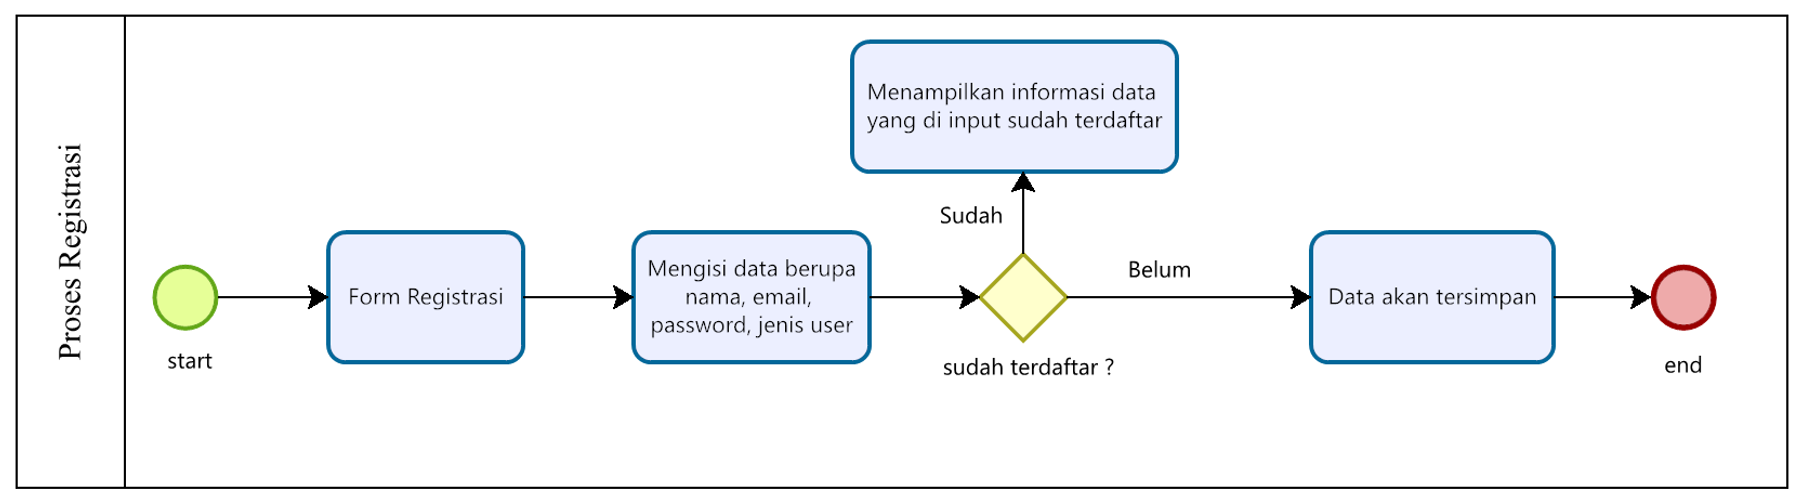 Proses Registrasi
start
Form Registrasi
Mengisi data berupa
nama, email,
password, jenis user
sudah terdaftar ?
Sudah
Menampilkan informasi data
yang di input sudah terdaftar
Belum
Data akan tersimpan
end